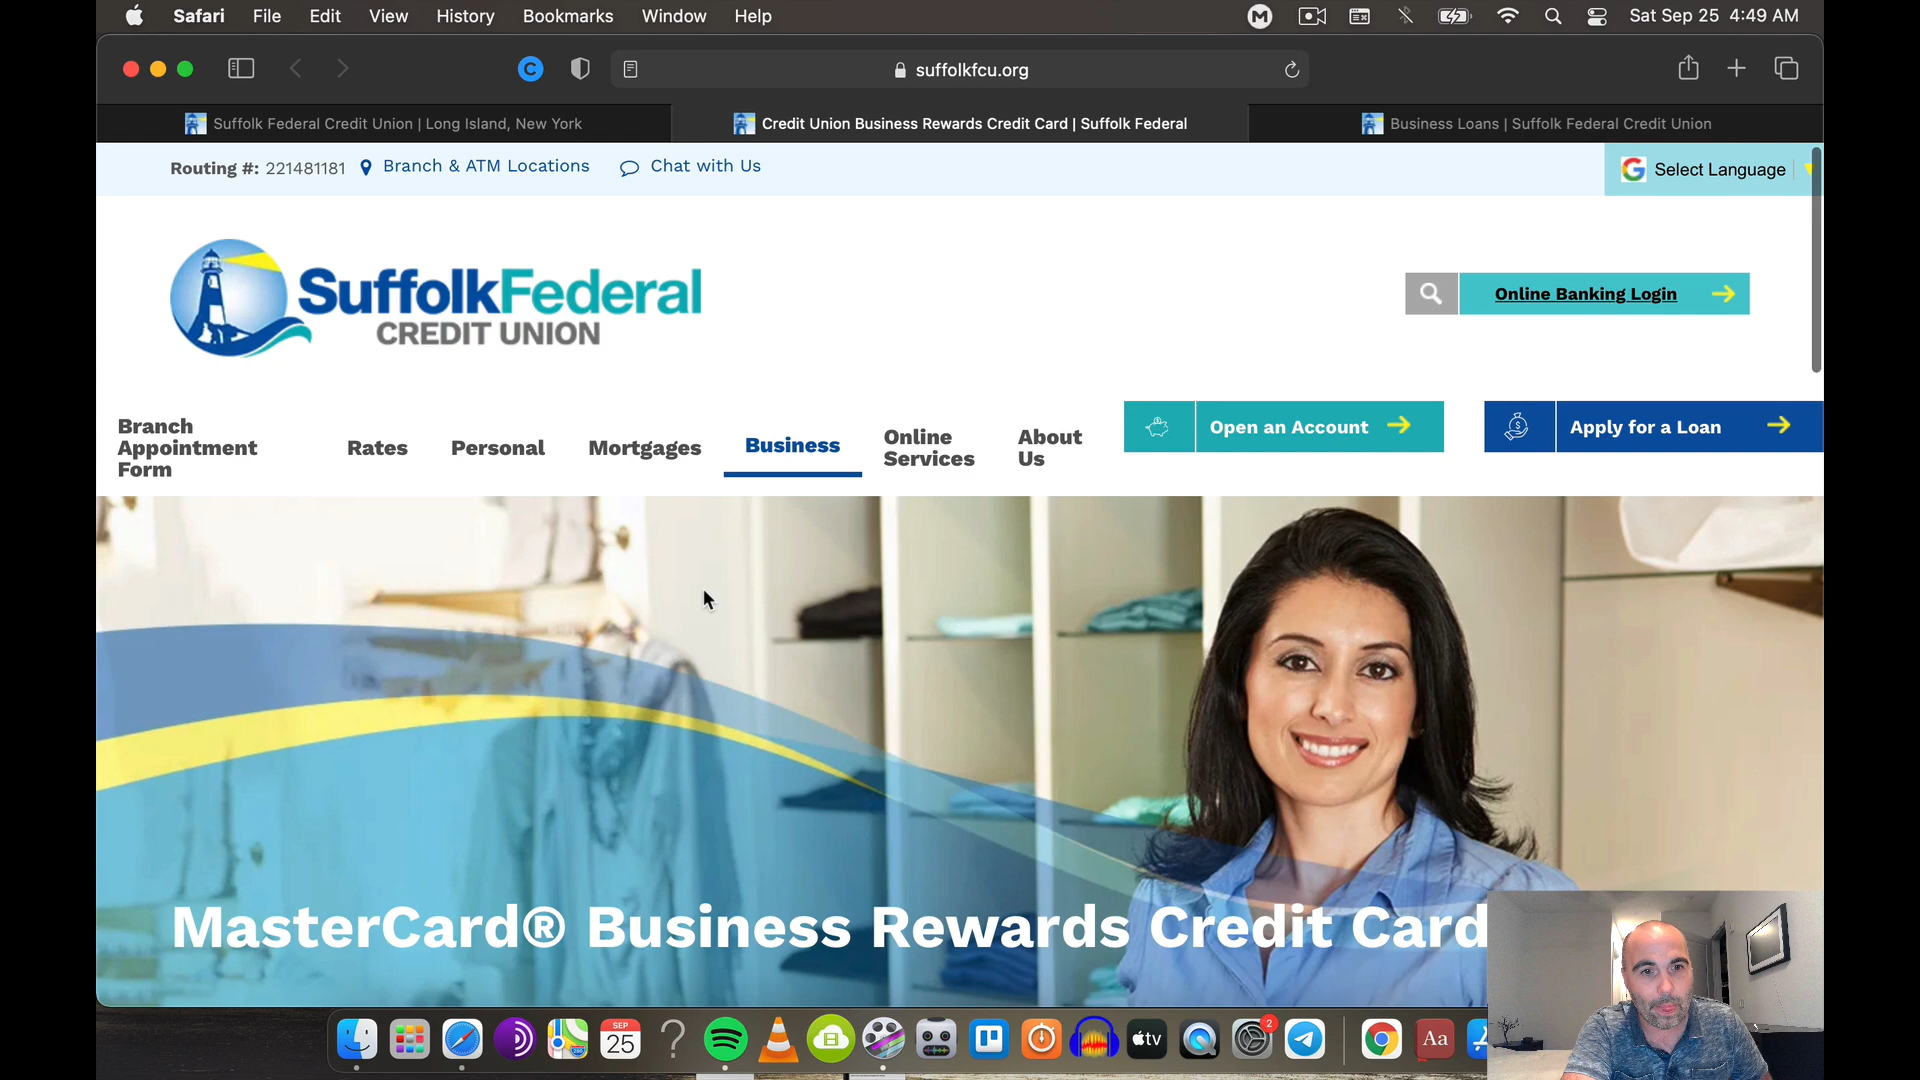 Safari File Edit View History Bookmarks Window Help Sat Sep 25 4:49 AM
suffolkfcu.org
Suffolk Federal Credit Union | Long Island, New York
Credit Union Business Rewards Credit Card | Suffolk Federal
Business Loans | Suffolk Federal Credit Union
Routing #: 221481181 Branch & ATM Locations Chat with Us
Select Language
SuffolkFederal
CREDIT UNION
Online Banking Login
Branch
Appointment
Form
Rates
Personal
Mortgages
Business
Online
Services
About
Us
Open an Account
Apply for a Loan
MasterCard® Business Rewards Credit Card
SEP
25
tv
2
Aa